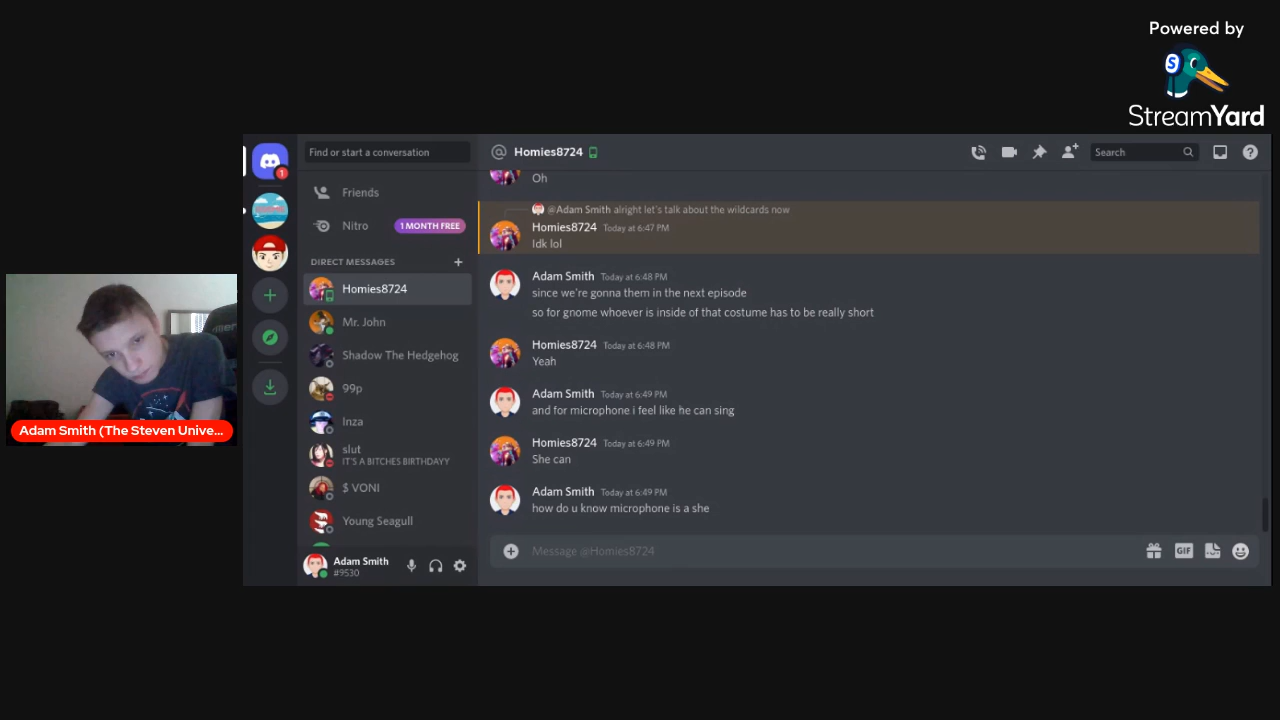 Powered by
S
StreamYard
Find or start a conversation
Friends
Nitro
1 MONTH FREE
DIRECT MESSAGES
Homies8724
Mr. John
Shadow The Hedgehog
99p
Inza
slut
IT'S A BITCHES BIRTHDAYY
$ VONI
Young Seagull
Adam Smith
#9530
1
Homies8724
Search
Oh
@Adam Smith alright let's talk about the wildcards now
Homies8724 Today at 6:47 PM
Idk lol
Adam Smith Today at 6:48 PM
since we're gonna them in the next episode
so for gnome whoever is inside of that costume has to be really short
Homies8724 Today at 6:48 PM
Yeah
Adam Smith Today at 6:49 PM
and for microphone i feel like he can sing
Homies8724 Today at 6:49 PM
She can
Adam Smith Today at 6:49 PM
how do u know microphone is a she
Message @Homies8724
GIF
Adam Smith (The Steven Unive...